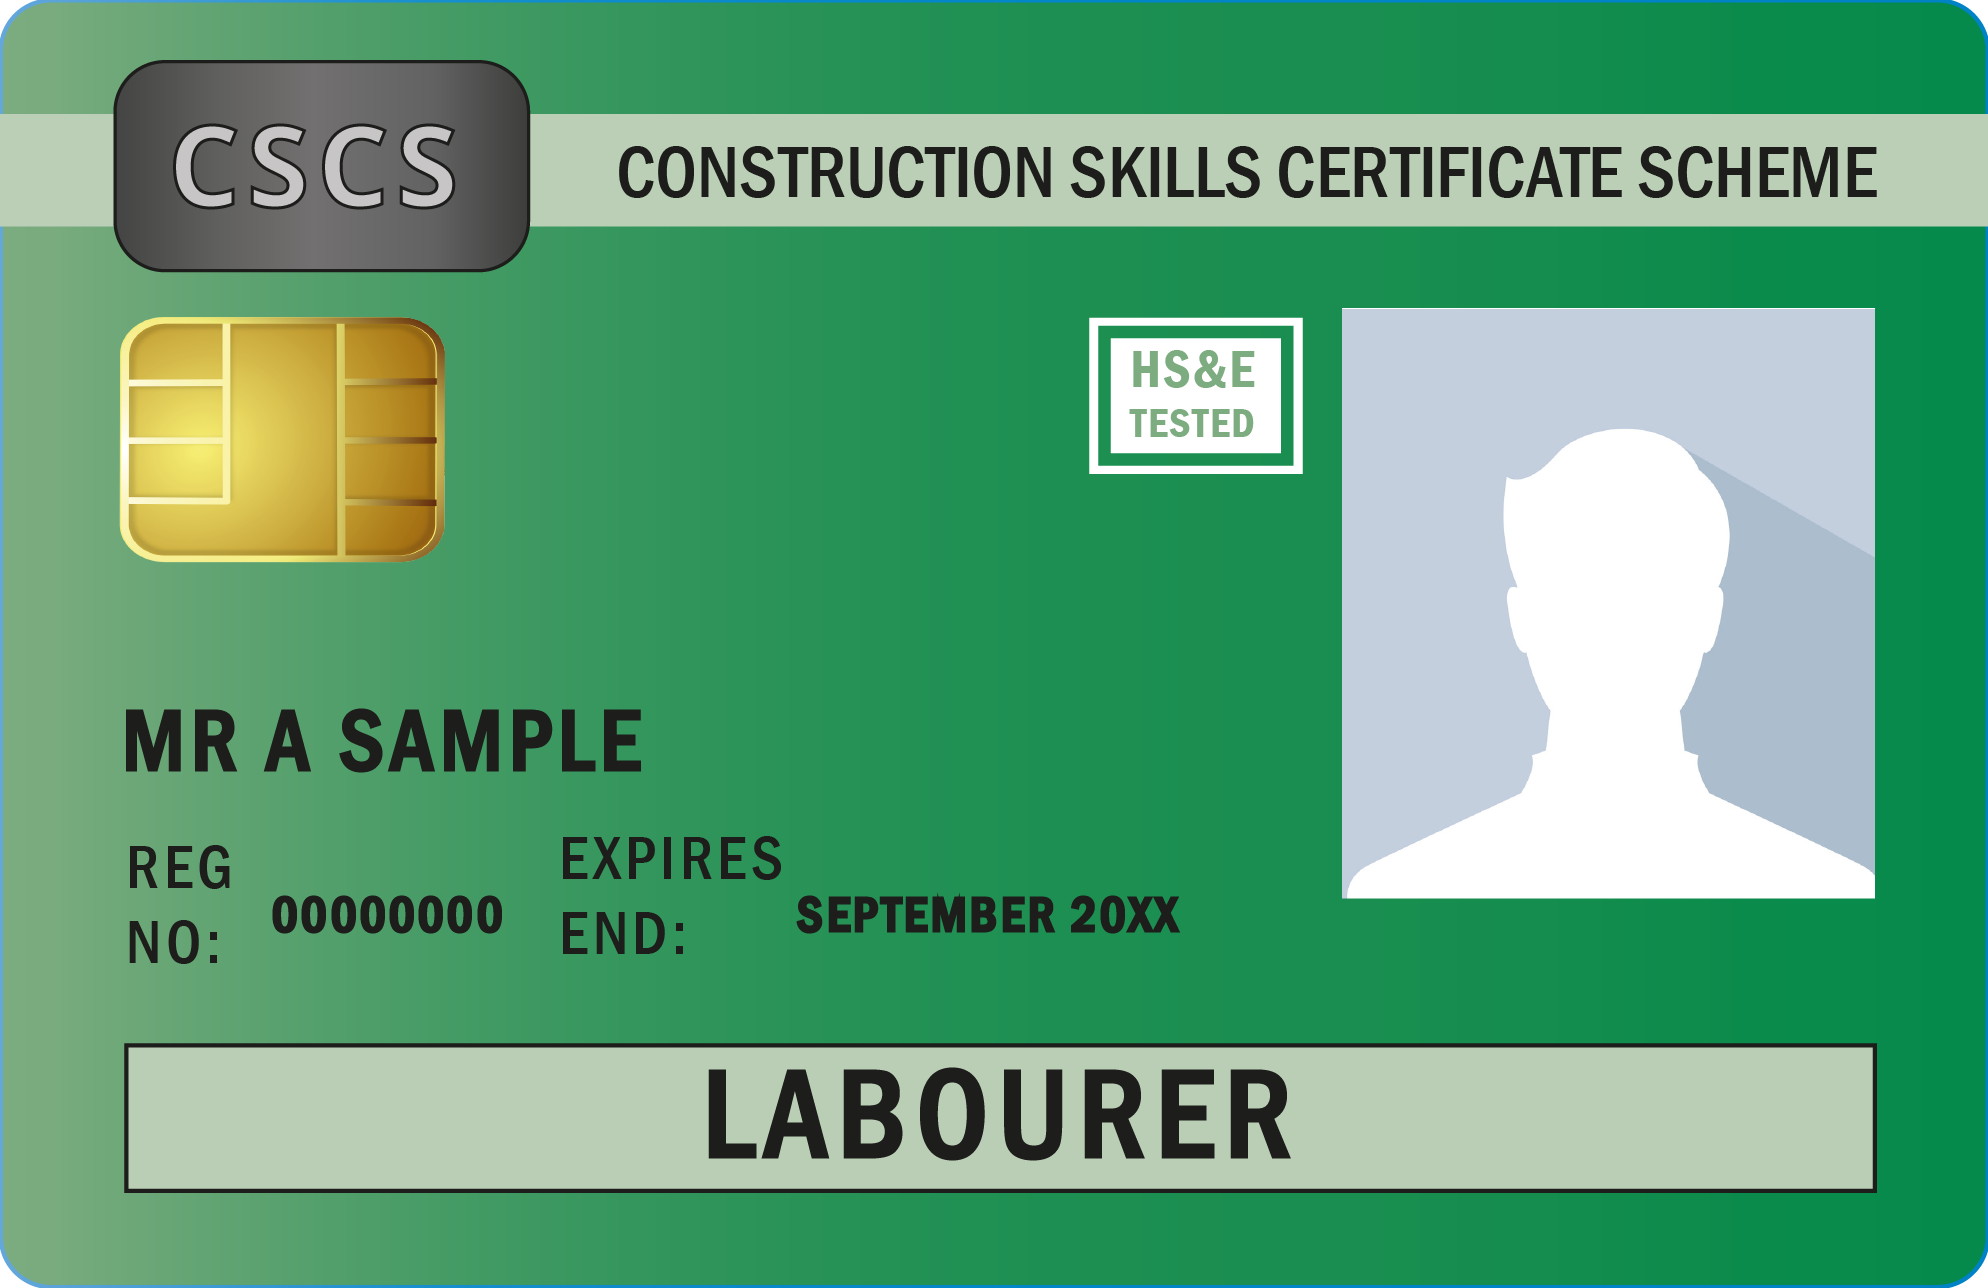 CSCS
CONSTRUCTION SKILLS CERTIFICATE SCHEME
HS&E
TESTED
MR A SAMPLE
REG
NO:
00000000
EXPIRES
END:
SEPTEMBER 20XX
LABOURER